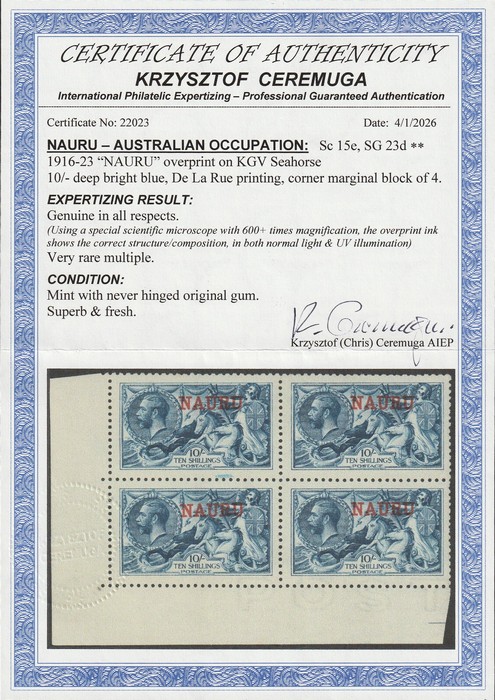 CERTIFICATE OF AUTHENTICITY
KRZYSZTOF CEREMUGA
International Philatelic Expertizing – Professional Guaranteed Authentication
Certificate No: 22023 Date: 4/1/2026
NAURU – AUSTRALIAN OCCUPATION: Sc 15e, SG 23d **
1916-23 “NAURU” overprint on KGV Seahorse
10/- deep bright blue, De La Rue printing, corner marginal block of 4.
EXPERTIZING RESULT:
Genuine in all respects.
(Using a special scientific microscope with 600+ times magnification, the overprint ink
shows the correct structure/composition, in both normal light & UV illumination)
Very rare multiple.
CONDITION:
Mint with never hinged original gum.
Superb & fresh.
K. Ceremuga
Krzysztof (Chris) Ceremuga AIEP
NAURU NAURU
10/- 10/-
TEN SHILLINGS TEN SHILLINGS
POSTAGE POSTAGE
NAURU NAURU
10/- 10/-
TEN SHILLINGS TEN SHILLINGS
POSTAGE POSTAGE